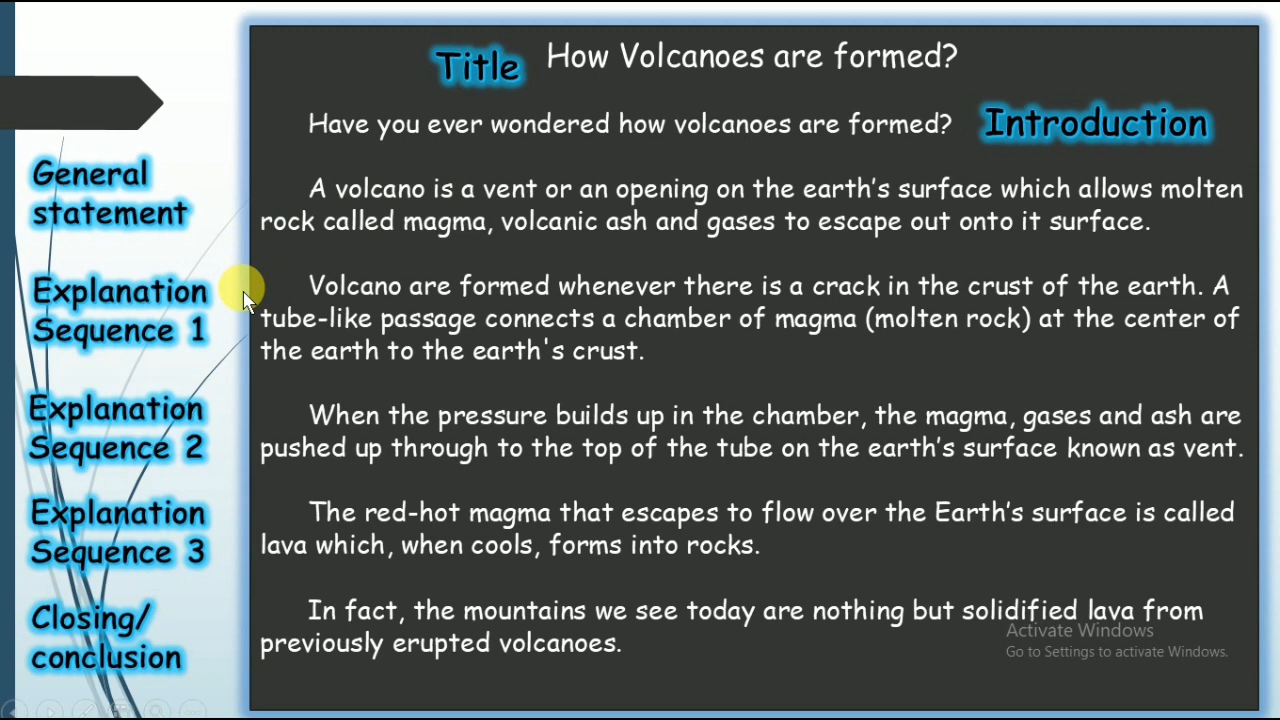 Title How Volcanoes are formed?
Have you ever wondered how volcanoes are formed? Introduction
General
statement
A volcano is a vent or an opening on the earth's surface which allows molten
rock called magma, volcanic ash and gases to escape out onto it surface.
Explanation
Sequence 1
Volcano are formed whenever there is a crack in the crust of the earth. A
tube-like passage connects a chamber of magma (molten rock) at the center of
the earth to the earth's crust.
Explanation
Sequence 2
When the pressure builds up in the chamber, the magma, gases and ash are
pushed up through to the top of the tube on the earth's surface known as vent.
Explanation
Sequence 3
The red-hot magma that escapes to flow over the Earth's surface is called
lava which, when cools, forms into rocks.
Closing/
conclusion
In fact, the mountains we see today are nothing but solidified lava from
previously erupted volcanoes.
Activate Windows
Go to Settings to activate Windows.